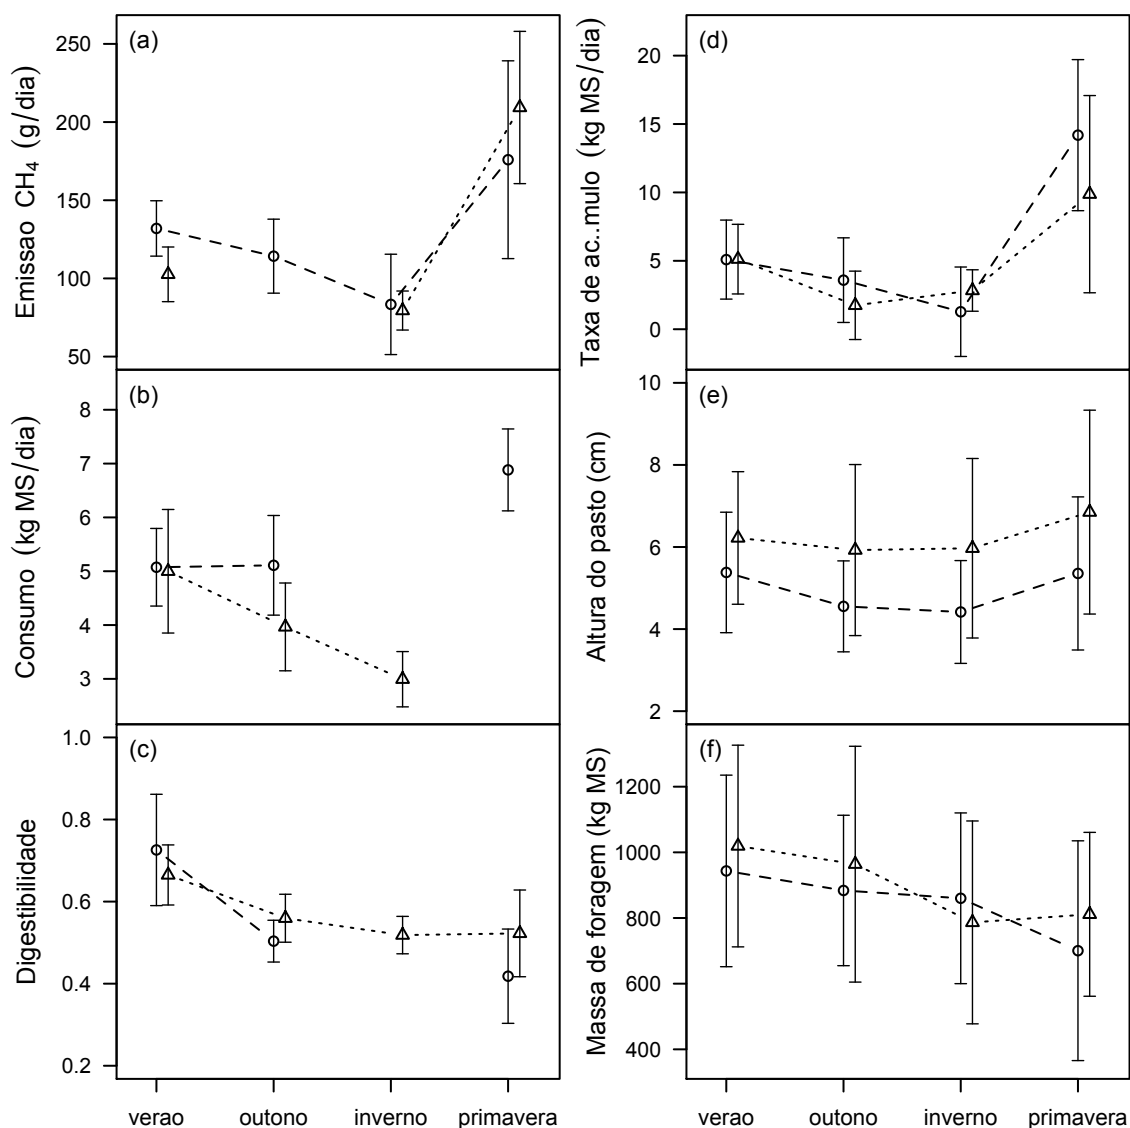 (a)
Emissao CH₄ (g/dia)
250
200
150
100
50
(b)
Consumo (kg MS/dia)
8
7
6
5
4
3
(c)
Digestibilidade
1.0
0.8
0.6
0.4
0.2
verao outono inverno primavera
(d)
Taxa de ac..mulo (kg MS/dia)
20
15
10
5
0
(e)
Altura do pasto (cm)
10
8
6
4
2
(f)
Massa de foragem (kg MS)
1200
1000
800
600
400
verao outono inverno primavera